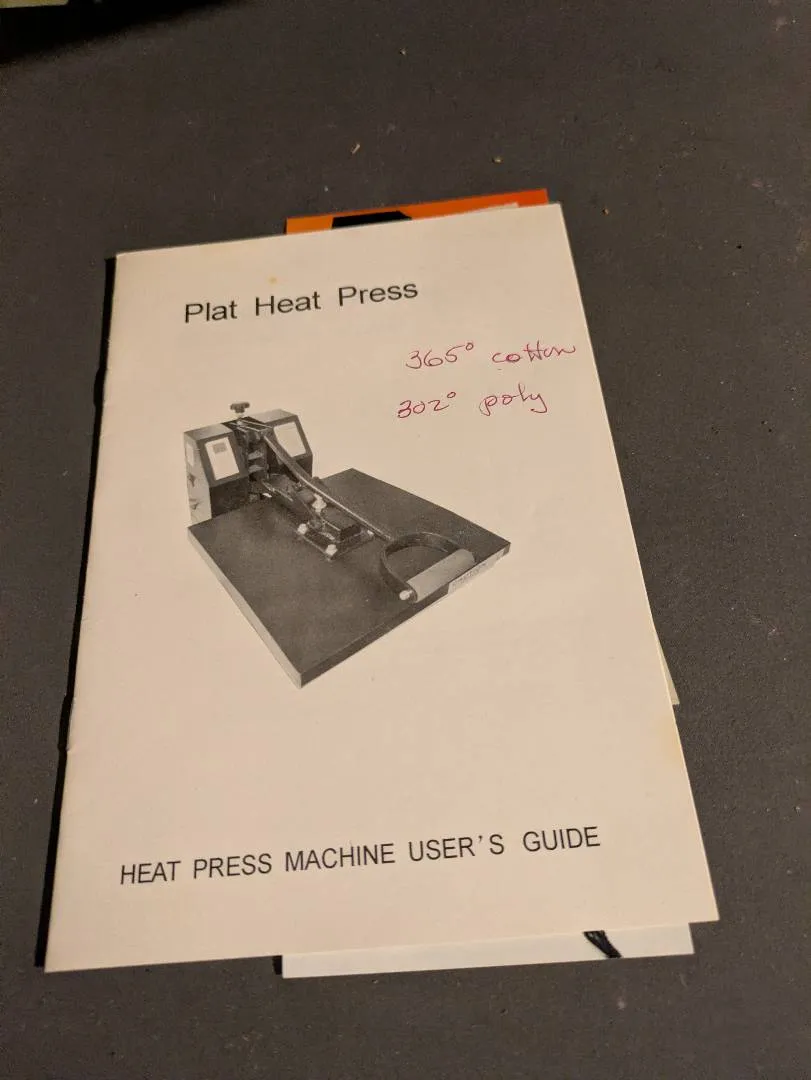 Plat Heat Press
365° cotton
302° poly
HEAT PRESS MACHINE USER'S GUIDE